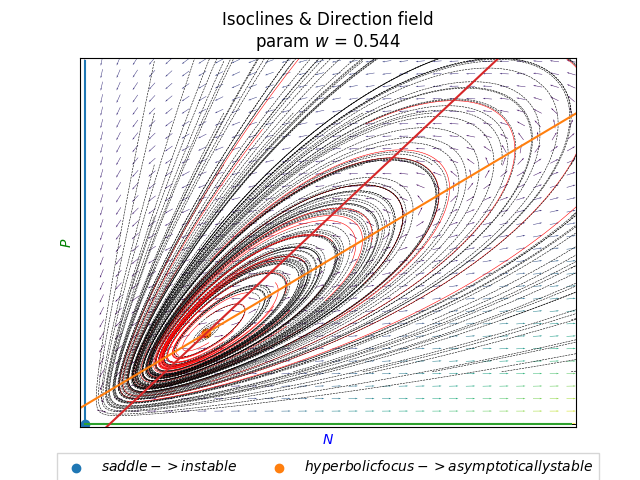 Isoclines & Direction field
param w = 0.544
P
N
saddle -> instable
hyperbolicfocus -> asymptoticallystable